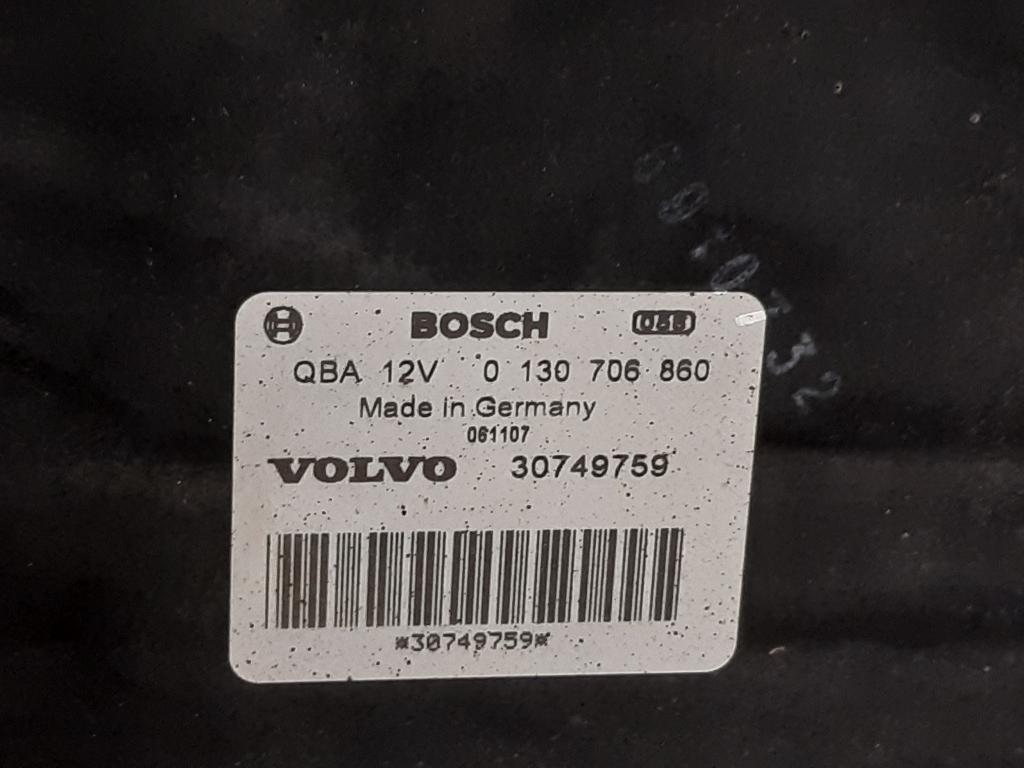 BOSCH
QBA 12V 0 130 706 860
Made in Germany
061107
VOLVO 30749759
*30749759*